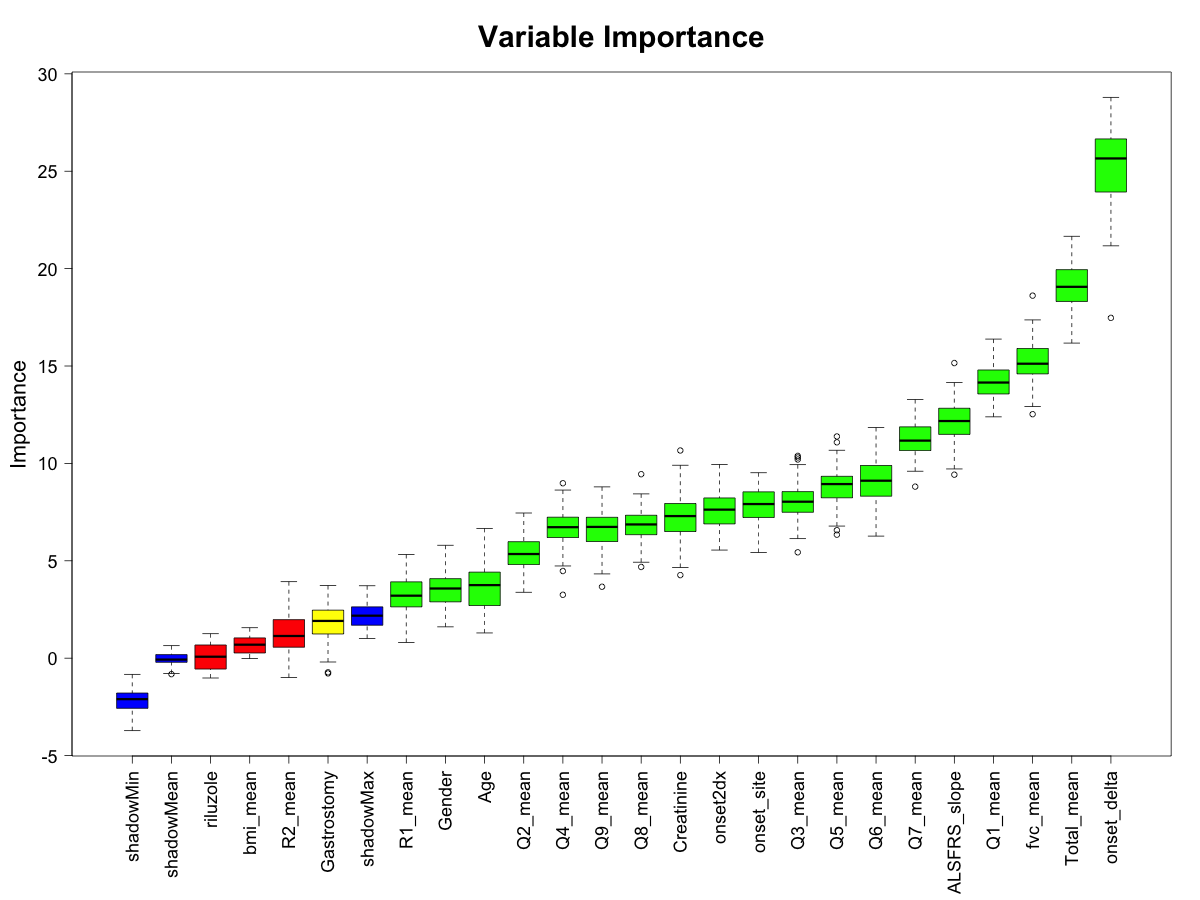 Variable Importance
30
25
20
15
10
5
0
-5
Importance
shadowMin
shadowMean
riluzole
bmi_mean
R2_mean
Gastrostomy
shadowMax
R1_mean
Gender
Age
Q2_mean
Q4_mean
Q9_mean
Q8_mean
Creatinine
onset2dx
onset_site
Q3_mean
Q5_mean
Q6_mean
Q7_mean
ALSFRS_slope
Q1_mean
fvc_mean
Total_mean
onset_delta